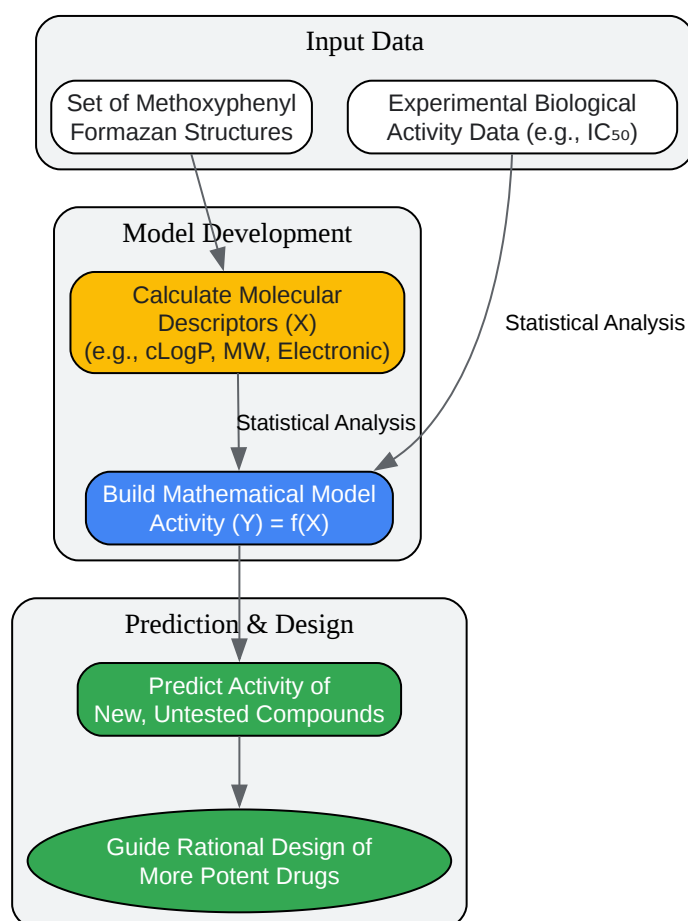 Input Data
Set of Methoxyphenyl
Formazan Structures
Experimental Biological
Activity Data (e.g., IC₅₀)
Model Development
Calculate Molecular
Descriptors (X)
(e.g., cLogP, MW, Electronic)
Statistical Analysis
Statistical Analysis
Build Mathematical Model
Activity (Y) = f(X)
Prediction & Design
Predict Activity of
New, Untested Compounds
Guide Rational Design of
More Potent Drugs